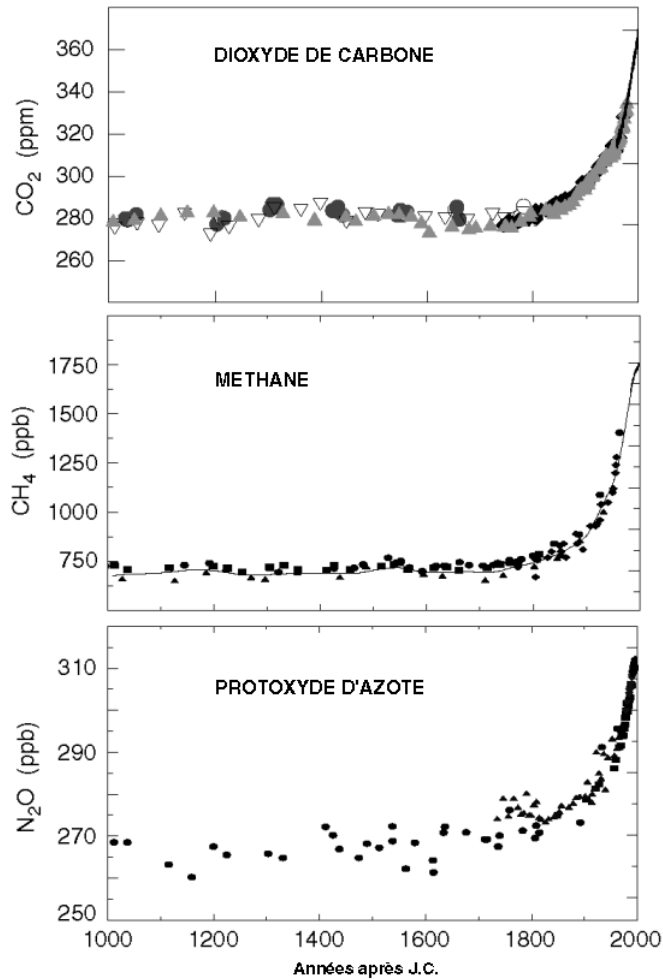 DIOXYDE DE CARBONE
CO₂ (ppm)
360
340
320
300
280
260
METHANE
CH₄ (ppb)
1750
1500
1250
1000
750
PROTOXYDE D'AZOTE
N₂O (ppb)
310
290
270
250
1000 1200 1400 1600 1800 2000
Années après J.C.